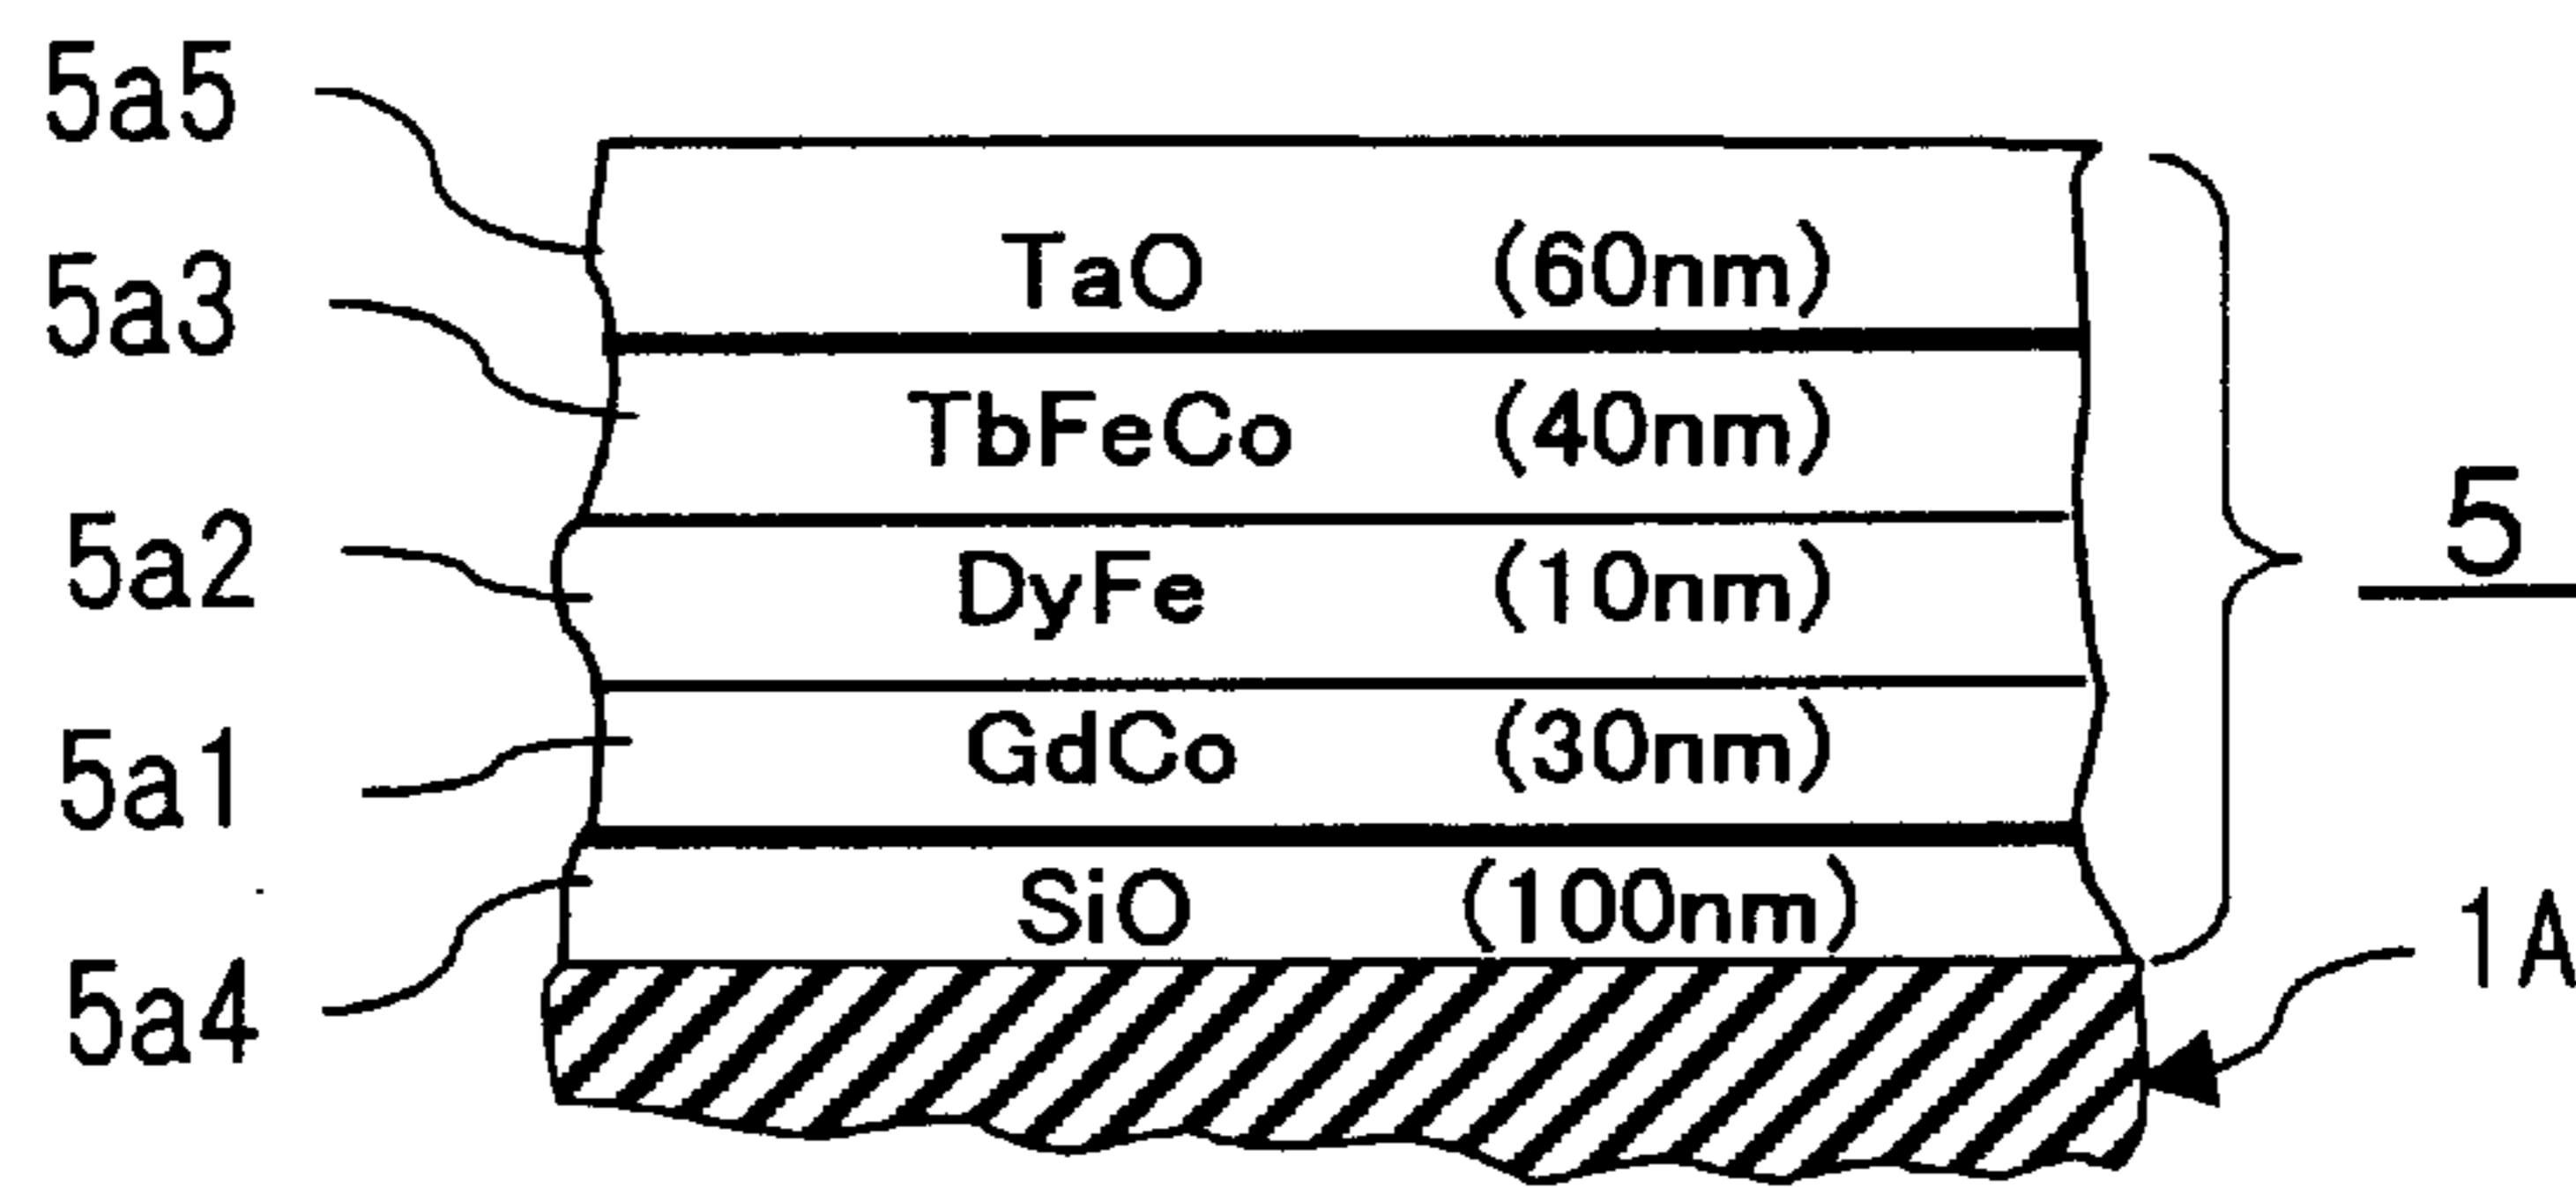 5a5
TaO (60nm)
5a3
TbFeCo (40nm)
5
5a2
DyFe (10nm)
5a1
GdCo (30nm)
5a4
SiO (100nm)
1A